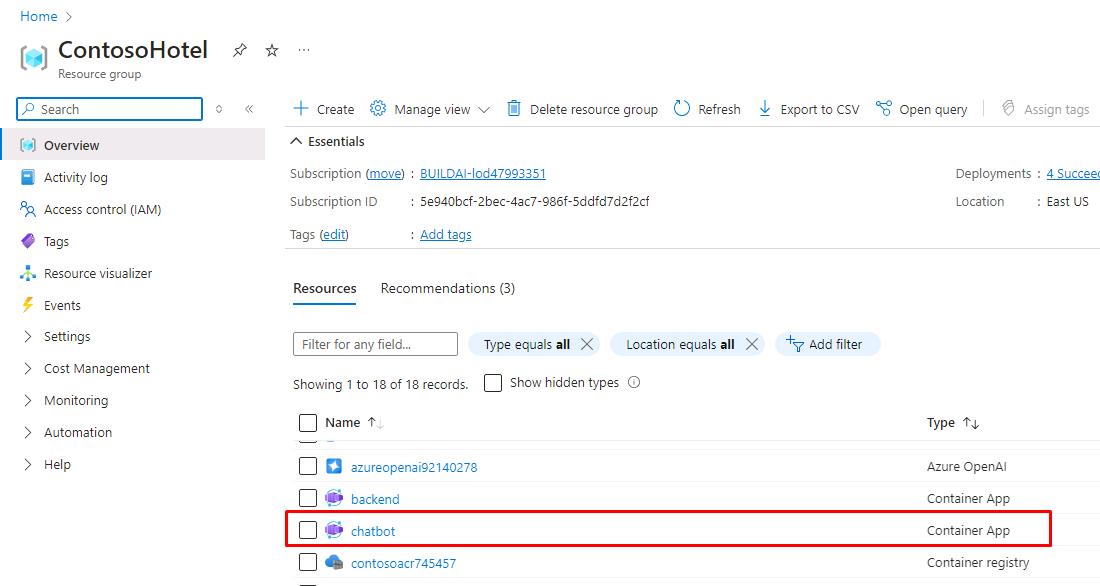 Home >
ContosoHotel
Resource group
Search
Overview
Activity log
Access control (IAM)
Tags
Resource visualizer
Events
Settings
Cost Management
Monitoring
Automation
Help
Create Manage view Delete resource group Refresh Export to CSV Open query Assign tags
Essentials
Subscription (move) : BUILDAI-lod47993351 Deployments : 4 Succeed
Subscription ID : 5e940bcf-2bec-4ac7-986f-5ddfd7d2f2cf Location : East US
Tags (edit) : Add tags
Resources Recommendations (3)
Filter for any field... Type equals all Location equals all Add filter
Showing 1 to 18 of 18 records. Show hidden types
Name Type
azureopenai92140278 Azure OpenAI
backend Container App
chatbot Container App
contosoacr745457 Container registry